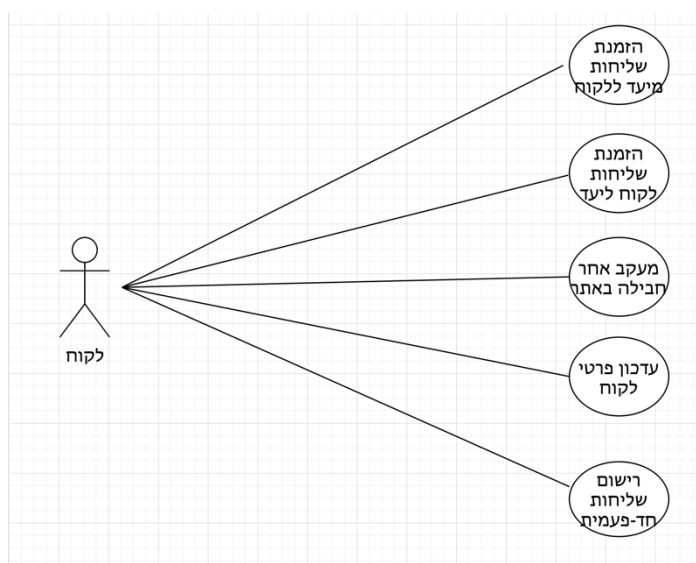 הזמנת
שליחות
מיעד ללקוח
הזמנת
שליחות
לקוח ליעד
מעקב אחר
חבילה באתר
עדכון פרטי
לקוח
רישום
שליחות
חד-פעמית
לקוח